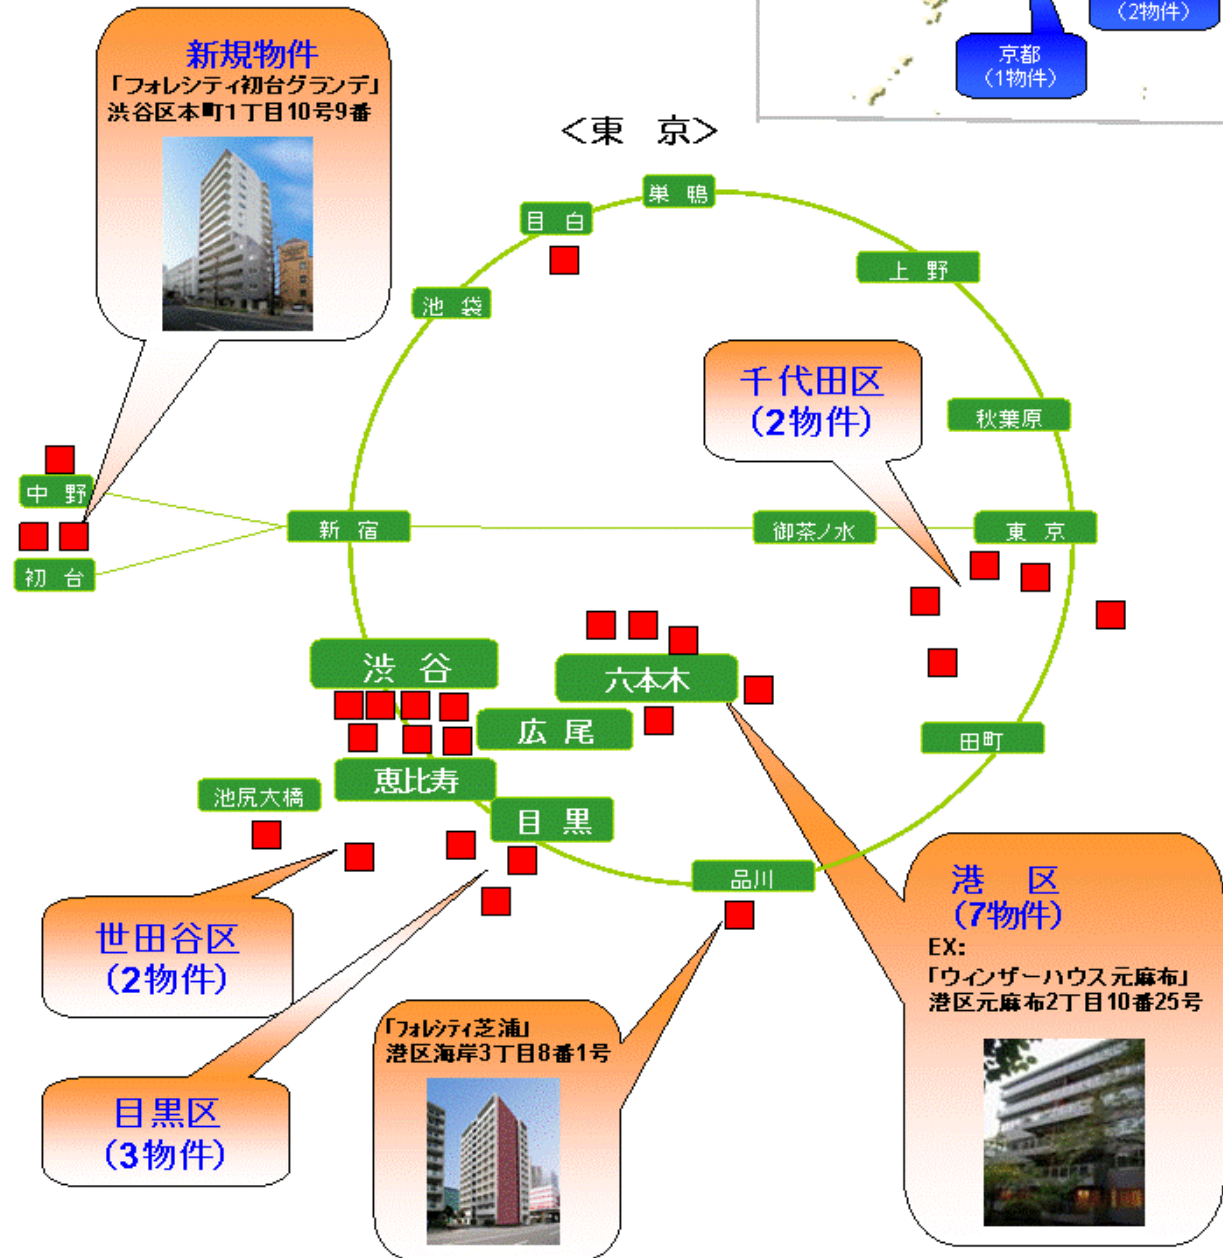 (2物件)
京都
(1物件)
新規物件
「フォレシティ初台グランデ」
渋谷区本町1丁目10号9番
<東 京>
巣 鴨
目 白
上 野
池 袋
千代田区
(2物件)
秋葉原
中 野
新 宿
御茶ノ水
東 京
初 台
渋 谷
六本木
広 尾
田町
恵比寿
池尻大橋
目 黒
品川
港 区
(7物件)
EX:
「ウィンザーハウス元麻布」
港区元麻布2丁目10番25号
世田谷区
(2物件)
「フォレシティ芝浦」
港区海岸3丁目8番1号
目黒区
(3物件)